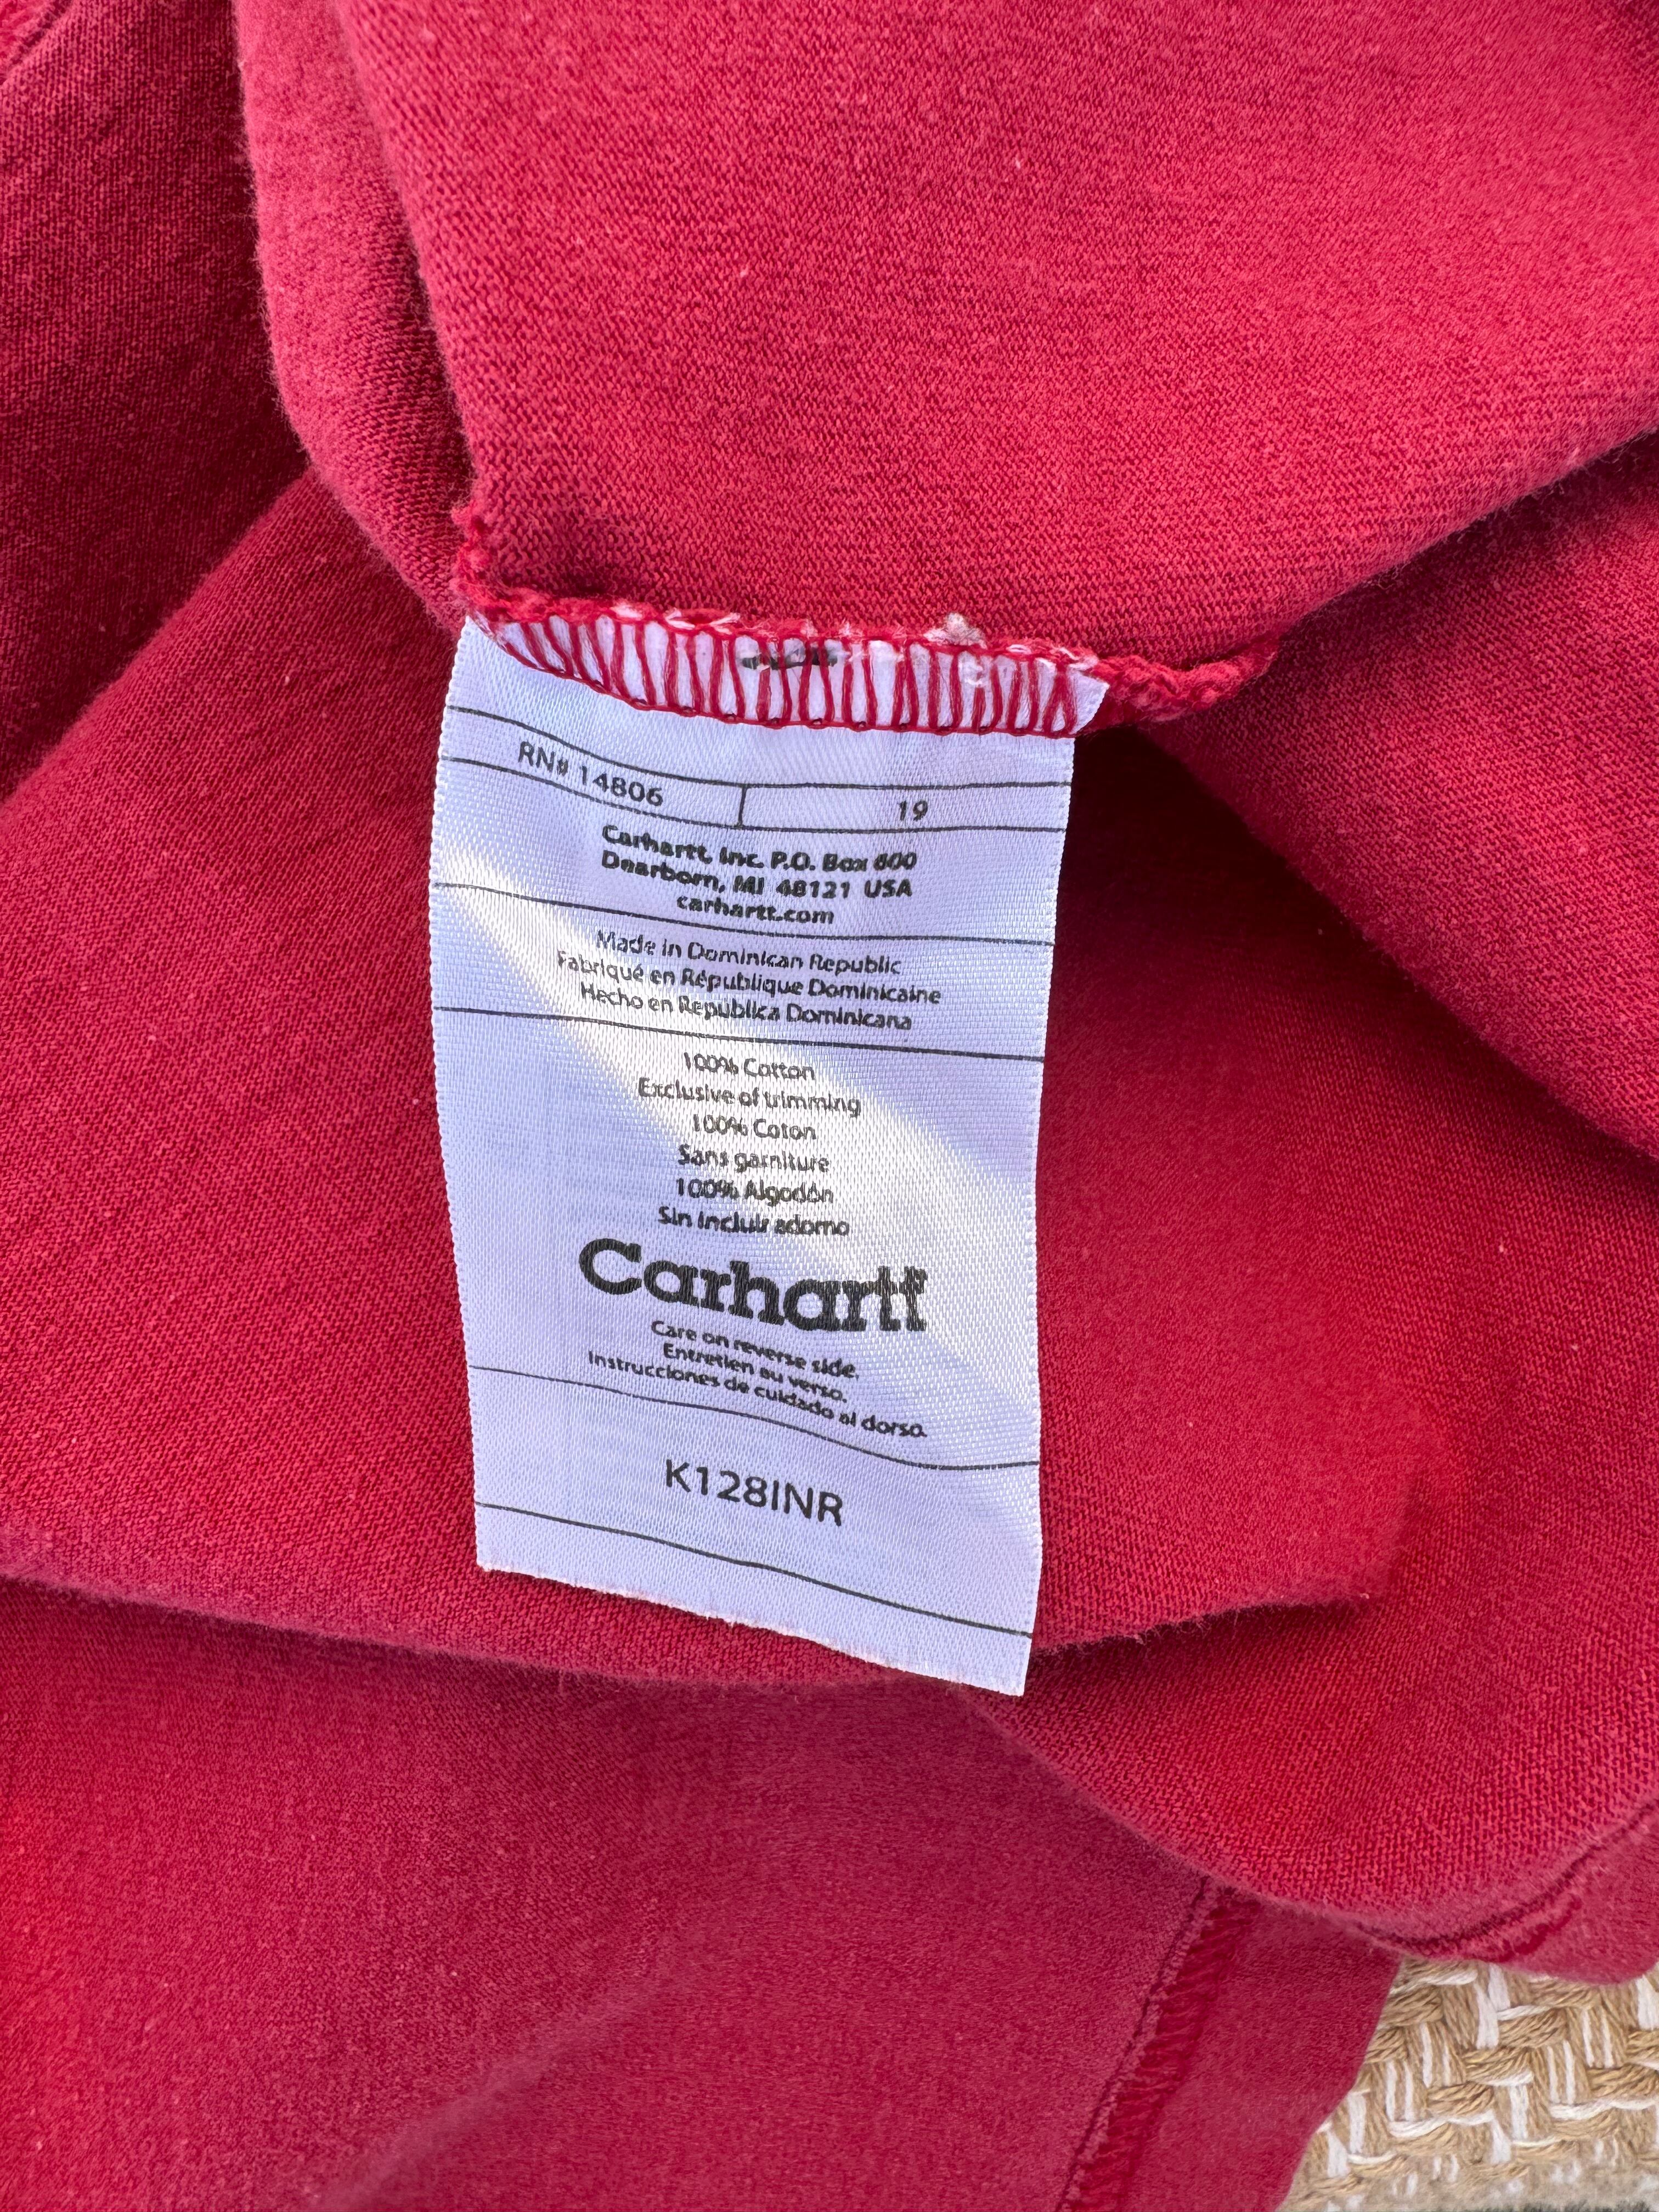 RN# 14806
19
Carhartt, Inc. P.O. Box 600
Dearborn, MI 48121 USA
carhartt.com
Made in Dominican Republic
Fabriqué en République Dominicaine
Hecho en República Dominicana
100% Cotton
Exclusive of trimming
100% Coton
Sans garniture
100% Algodón
Sin incluir adorno
Carhartt
Care on reverse side.
Entretien au verso.
Instrucciones de cuidado al dorso.
K128INR